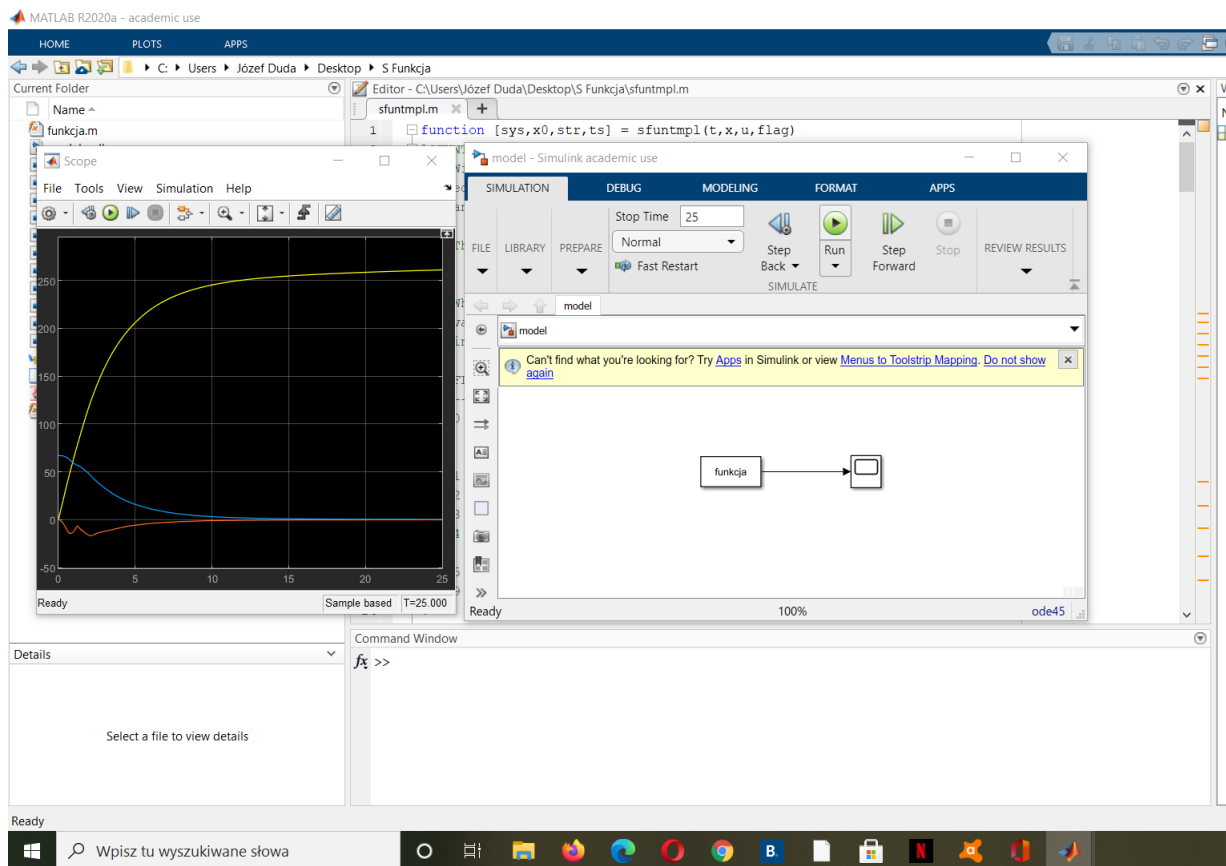 MATLAB R2020a - academic use
HOME PLOTS APPS
C: Users Józef Duda Desktop S Funkcja
Current Folder
Name
funkcja.m
Editor - C:\Users\Józef Duda\Desktop\S Funkcja\sfuntmpl.m
sfuntmpl.m
1 function [sys,x0,str,ts] = sfuntmpl(t,x,u,flag)
Scope
File Tools View Simulation Help
250
200
150
100
50
0
-50
0 5 10 15 20 25
Ready Sample based T=25.000
model - Simulink academic use
SIMULATION DEBUG MODELING FORMAT APPS
FILE LIBRARY PREPARE
Stop Time 25
Normal
Fast Restart
Step Back
Run
Step Forward
Stop
REVIEW RESULTS
SIMULATE
model
model
Can't find what you're looking for? Try Apps in Simulink or view Menus to Toolstrip Mapping. Do not show
again
funkcja
Ready 100% ode45
Details
Select a file to view details
Command Window
fx >>
Ready
Wpisz tu wyszukiwane słowa
B.
N